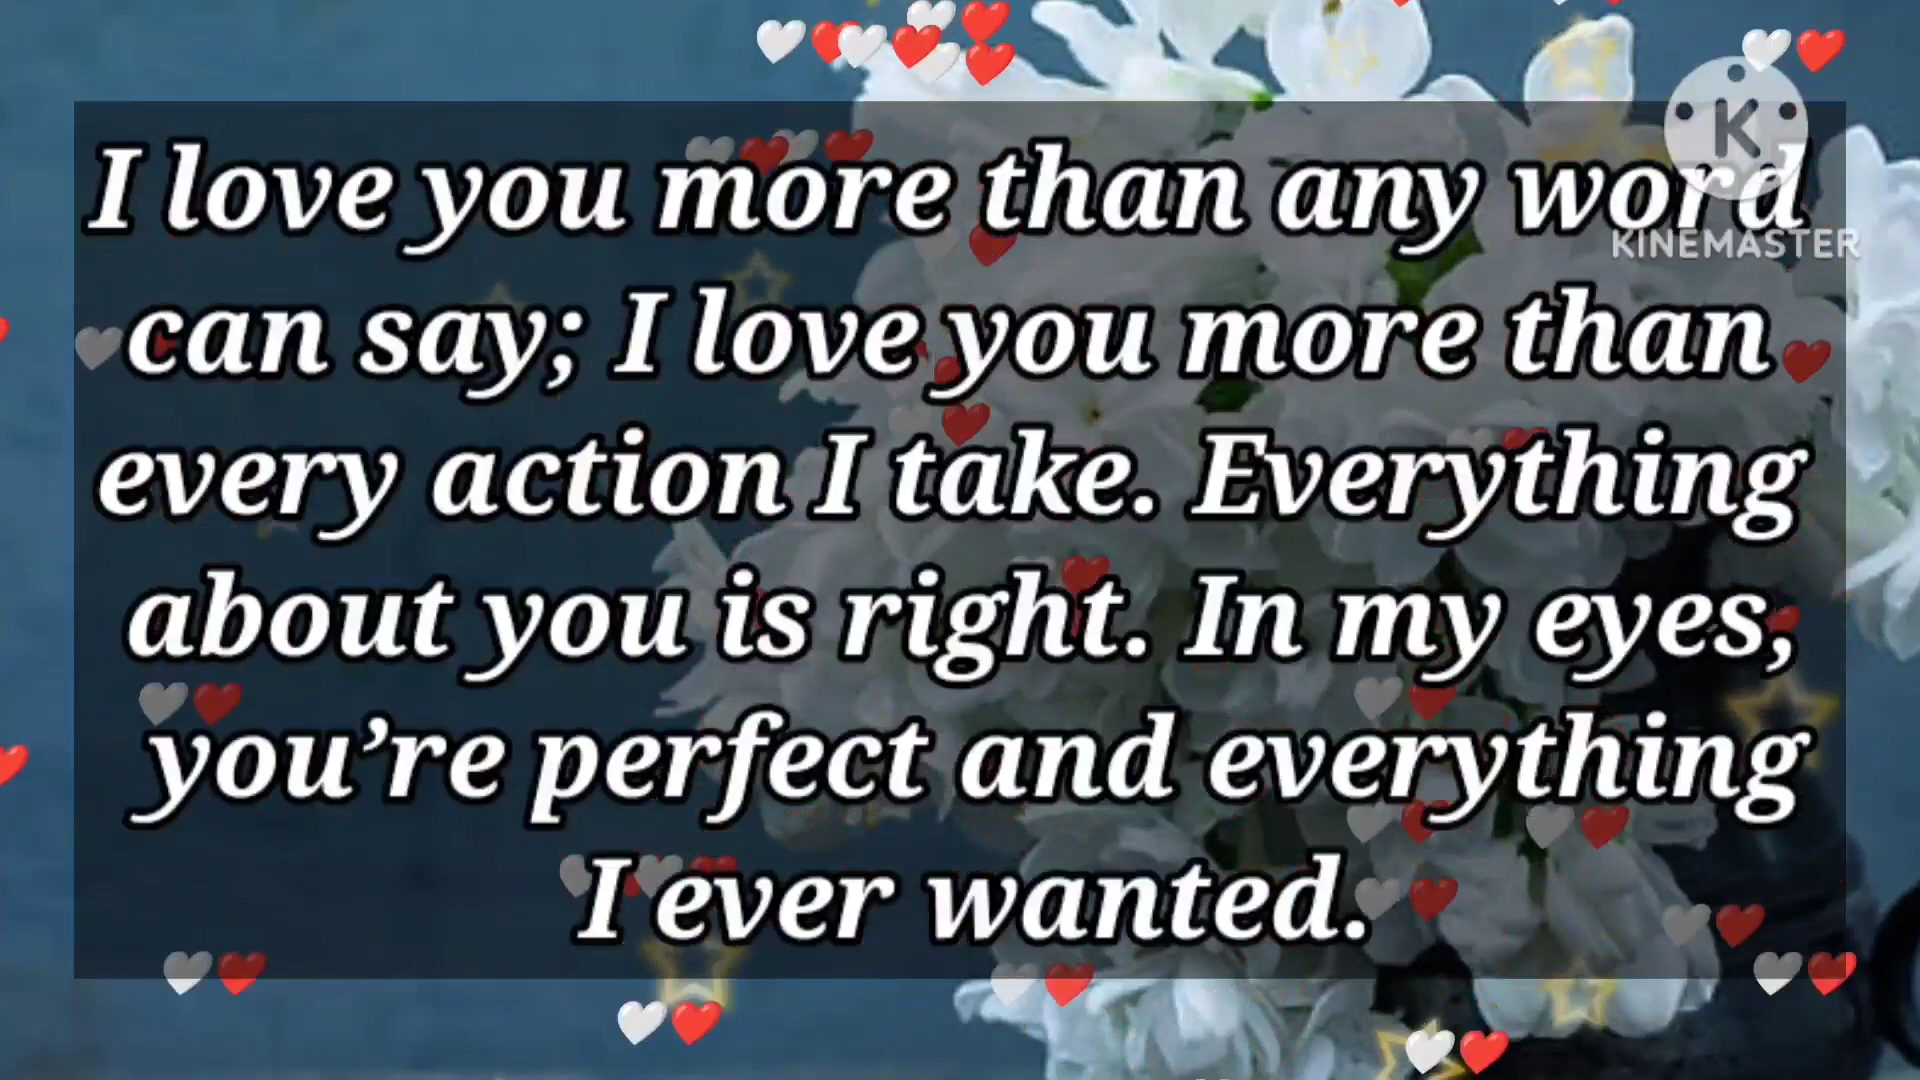 I love you more than any word
KINEMASTER
can say; I love you more than
every action I take. Everything
about you is right. In my eyes,
you’re perfect and everything
I ever wanted.